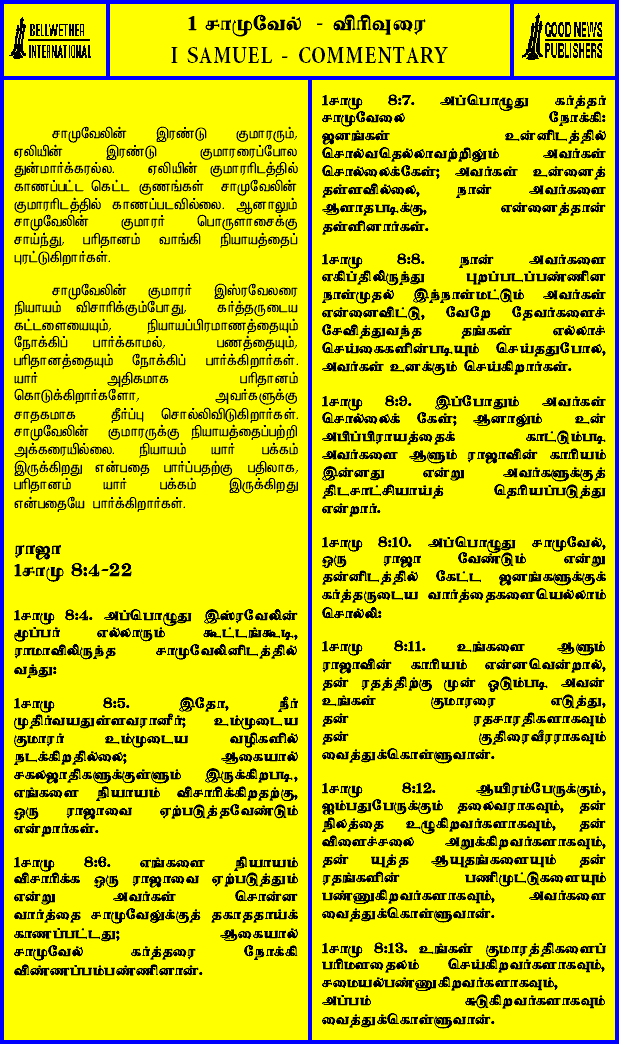 BELLWETHER
INTERNATIONAL
1 சாமுவேல் - விரிவுரை
I SAMUEL - COMMENTARY
GOOD NEWS
PUBLISHERS
சாமுவேலின் இரண்டு குமாரரும்,
ஏலியின் இரண்டு குமாரரைப்போல
துன்மார்க்கரல்ல. ஏலியின் குமாரரிடத்தில்
காணப்பட்ட கெட்ட குணங்கள் சாமுவேலின்
குமாரரிடத்தில் காணப்படவில்லை. ஆனாலும்
சாமுவேலின் குமாரர் பொருளாசைக்கு
சாய்ந்து, பரிதானம் வாங்கி நியாயத்தைப்
புரட்டுகிறார்கள்.
சாமுவேலின் குமாரர் இஸ்ரவேலரை
நியாயம் விசாரிக்கும்போது, கர்த்தருடைய
கட்டளையையும், நியாயப்பிரமாணத்தையும்
நோக்கிப் பார்க்காமல், பணத்தையும்,
பரிதானத்தையும் நோக்கிப் பார்க்கிறார்கள்.
யார் அதிகமாக பரிதானம்
கொடுக்கிறார்களோ, அவர்களுக்கு
சாதகமாக தீர்ப்பு சொல்லிவிடுகிறார்கள்.
சாமுவேலின் குமாரருக்கு நியாயத்தைப்பற்றி
அக்கரையில்லை. நியாயம் யார் பக்கம்
இருக்கிறது என்பதை பார்ப்பதற்கு பதிலாக,
பரிதானம் யார் பக்கம் இருக்கிறது
என்பதையே பார்க்கிறார்கள்.
ராஜா
1சாமு 8:4-22
1சாமு 8:4. அப்பொழுது இஸ்ரவேலின்
மூப்பர் எல்லாரும் கூட்டங்கூடி,
ராமாவிலிருந்த சாமுவேலினிடத்தில்
வந்து:
1சாமு 8:5. இதோ, நீர்
முதிர்வயதுள்ளவரானீர்; உம்முடைய
குமாரர் உம்முடைய வழிகளில்
நடக்கிறதில்லை; ஆகையால்
சகலஜாதிகளுக்குள்ளும் இருக்கிறபடி,
எங்களை நியாயம் விசாரிக்கிறதற்கு,
ஒரு ராஜாவை ஏற்படுத்தவேண்டும்
என்றார்கள்.
1சாமு 8:6. எங்களை நியாயம்
விசாரிக்க ஒரு ராஜாவை ஏற்படுத்தும்
என்று அவர்கள் சொன்ன
வார்த்தை சாமுவேலுக்குத் தகாததாய்க்
காணப்பட்டது; ஆகையால்
சாமுவேல் கர்த்தரை நோக்கி
விண்ணப்பம்பண்ணினான்.
1சாமு 8:7. அப்பொழுது கர்த்தர்
சாமுவேலை நோக்கி:
ஜனங்கள் உன்னிடத்தில்
சொல்வதெல்லாவற்றிலும் அவர்கள்
சொல்லைக்கேள்; அவர்கள் உன்னைத்
தள்ளவில்லை, நான் அவர்களை
ஆளாதபடிக்கு, என்னைத்தான்
தள்ளினார்கள்.
1சாமு 8:8. நான் அவர்களை
எகிப்திலிருந்து புறப்படப்பண்ணின
நாள்முதல் இந்நாள்மட்டும் அவர்கள்
என்னைவிட்டு, வேறே தேவர்களைச்
சேவித்துவந்த தங்கள் எல்லாச்
செய்கைகளின்படியும் செய்ததுபோல,
அவர்கள் உனக்கும் செய்கிறார்கள்.
1சாமு 8:9. இப்போதும் அவர்கள்
சொல்லைக் கேள்; ஆனாலும் உன்
அபிப்பிராயத்தைக் காட்டும்படி
அவர்களை ஆளும் ராஜாவின் காரியம்
இன்னது என்று அவர்களுக்குத்
திடசாட்சியாய்த் தெரியப்படுத்து
என்றார்.
1சாமு 8:10. அப்பொழுது சாமுவேல்,
ஒரு ராஜா வேண்டும் என்று
தன்னிடத்தில் கேட்ட ஜனங்களுக்குக்
கர்த்தருடைய வார்த்தைகளையெல்லாம்
சொல்லி:
1சாமு 8:11. உங்களை ஆளும்
ராஜாவின் காரியம் என்னவென்றால்,
தன் ரதத்திற்கு முன் ஓடும்படி அவன்
உங்கள் குமாரரை எடுத்து,
தன் ரதசாரதிகளாகவும்
தன் குதிரைவீரராகவும்
வைத்துக்கொள்ளுவான்.
1சாமு 8:12. ஆயிரம்பேருக்கும்,
ஐம்பதுபேருக்கும் தலைவராகவும், தன்
நிலத்தை உழுகிறவர்களாகவும், தன்
விளைச்சலை அறுக்கிறவர்களாகவும்,
தன் யுத்த ஆயுதங்களையும் தன்
ரதங்களின் பணிமுட்டுகளையும்
பண்ணுகிறவர்களாகவும், அவர்களை
வைத்துக்கொள்ளுவான்.
1சாமு 8:13. உங்கள் குமாரத்திகளைப்
பரிமளதைலம் செய்கிறவர்களாகவும்,
சமையல்பண்ணுகிறவர்களாகவும்,
அப்பம் சுடுகிறவர்களாகவும்
வைத்துக்கொள்ளுவான்.